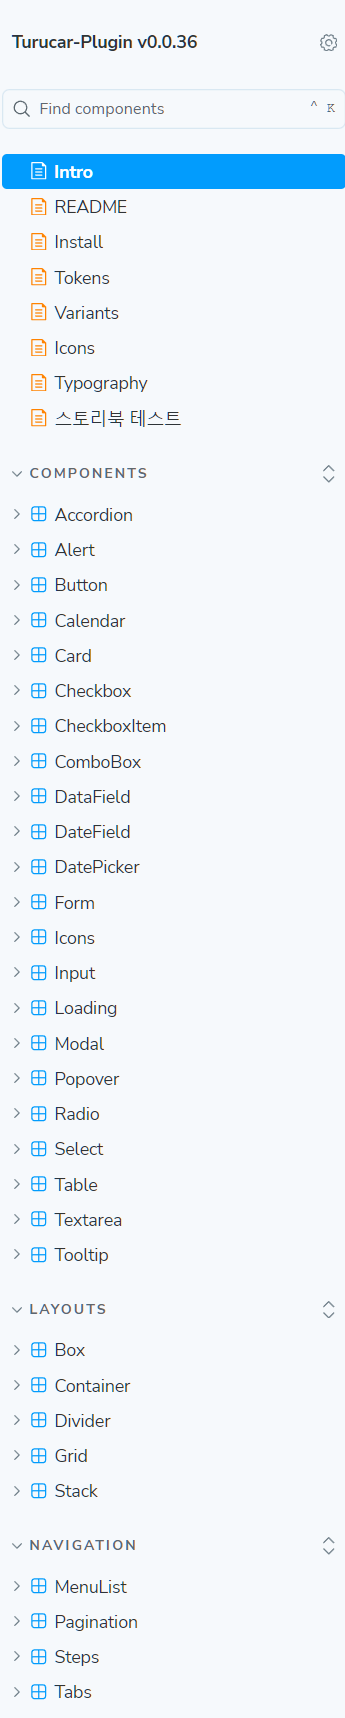 Turucar-Plugin v0.0.36
Find components ^ K
Intro
README
Install
Tokens
Variants
Icons
Typography
스토리북 테스트
COMPONENTS
Accordion
Alert
Button
Calendar
Card
Checkbox
CheckboxItem
ComboBox
DataField
DateField
DatePicker
Form
Icons
Input
Loading
Modal
Popover
Radio
Select
Table
Textarea
Tooltip
LAYOUTS
Box
Container
Divider
Grid
Stack
NAVIGATION
MenuList
Pagination
Steps
Tabs